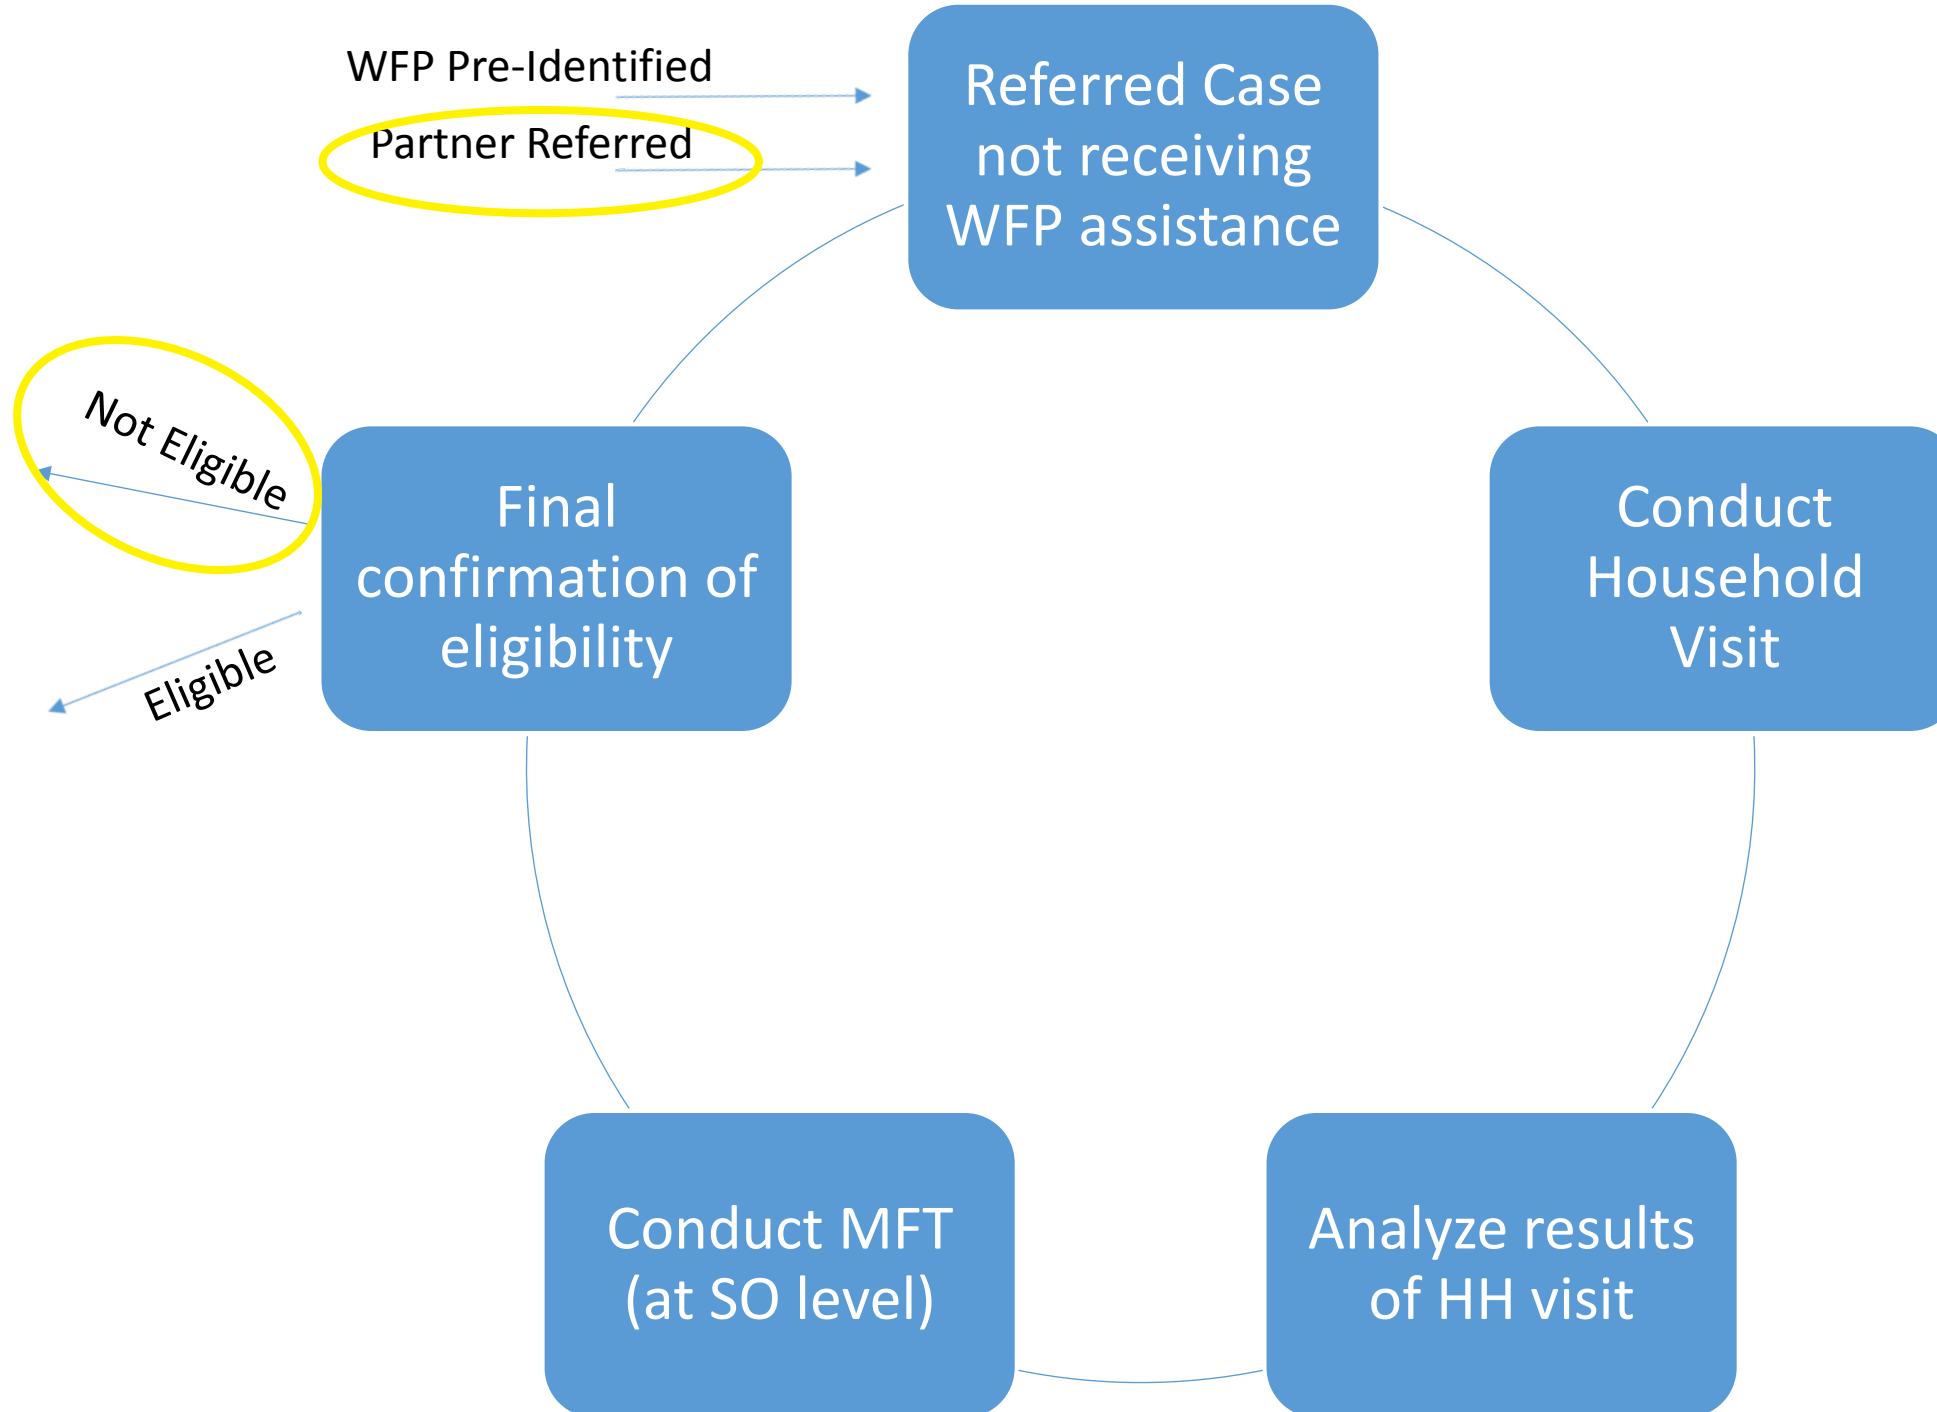 WFP Pre-Identified
Partner Referred
Referred Case
not receiving
WFP assistance
Conduct
Household
Visit
Analyze results
of HH visit
Conduct MFT
(at SO level)
Final
confirmation of
eligibility
Not Eligible
Eligible